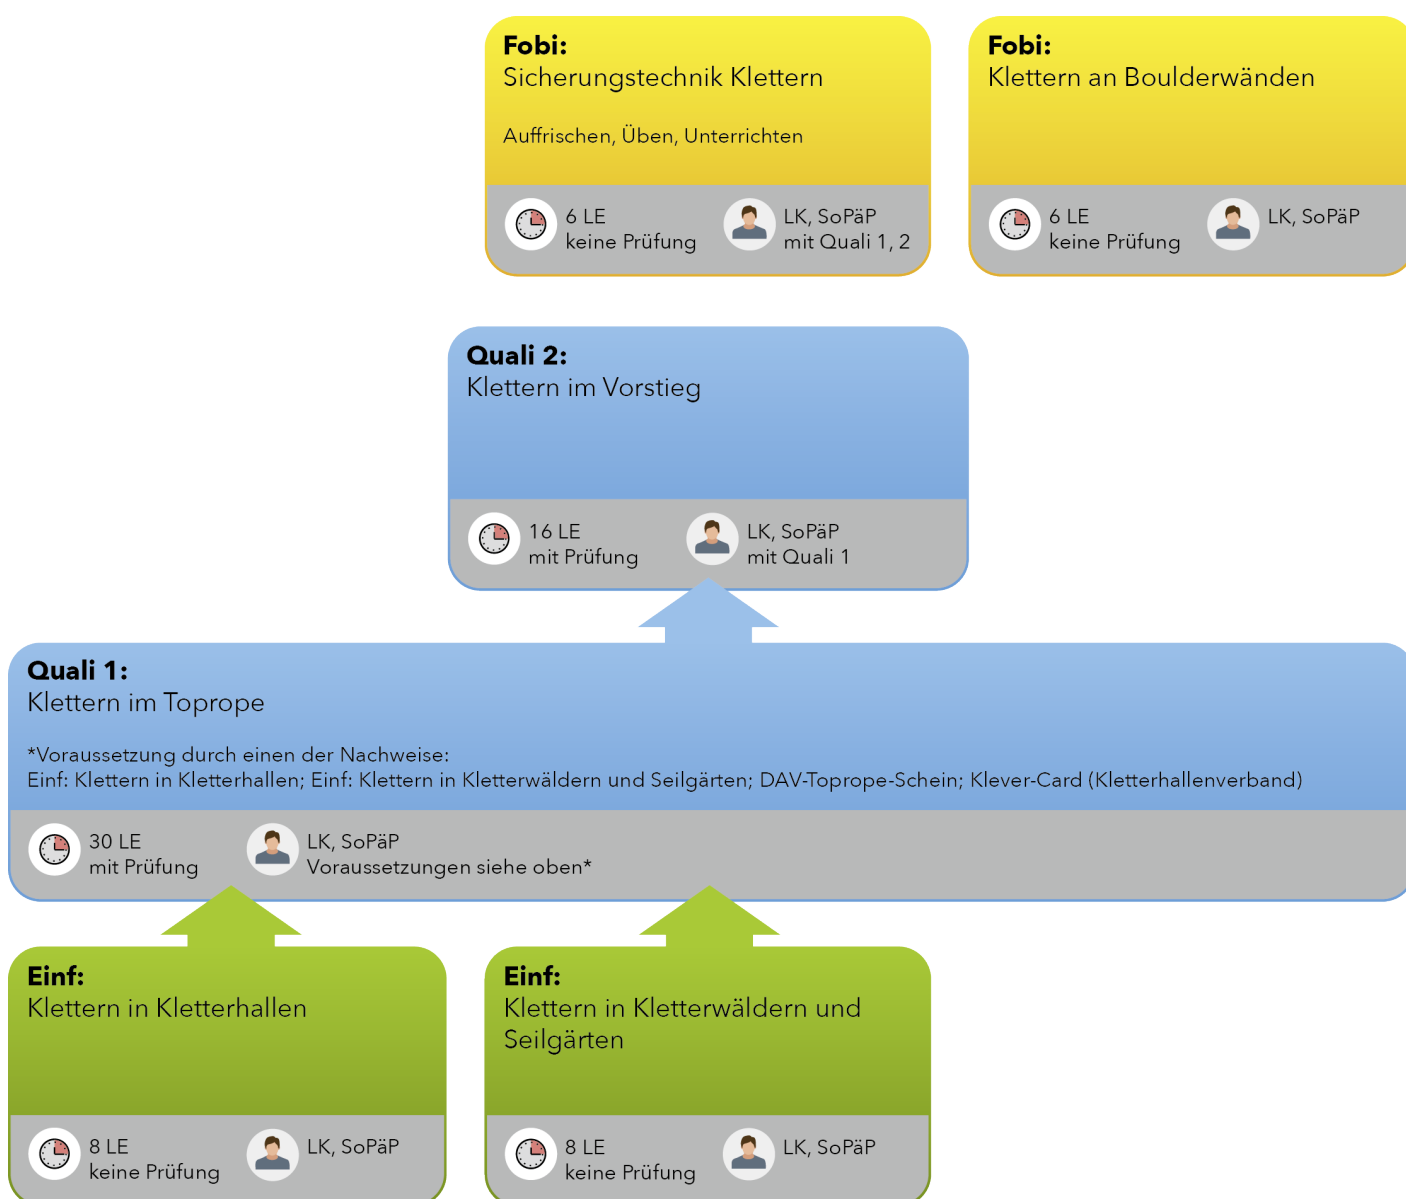 Fobi:
Sicherungstechnik Klettern
Auffrischen, Üben, Unterrichten
6 LE
keine Prüfung
LK, SoPäP
mit Quali 1, 2
Fobi:
Klettern an Boulderwänden
6 LE
keine Prüfung
LK, SoPäP
Quali 2:
Klettern im Vorstieg
16 LE
mit Prüfung
LK, SoPäP
mit Quali 1
Quali 1:
Klettern im Toprope
*Voraussetzung durch einen der Nachweise:
Einf: Klettern in Kletterhallen; Einf: Klettern in Kletterwäldern und Seilgärten; DAV-Toprope-Schein; Klever-Card (Kletterhallenverband)
30 LE
mit Prüfung
LK, SoPäP
Voraussetzungen siehe oben*
Einf:
Klettern in Kletterhallen
8 LE
keine Prüfung
LK, SoPäP
Einf:
Klettern in Kletterwäldern und
Seilgärten
8 LE
keine Prüfung
LK, SoPäP